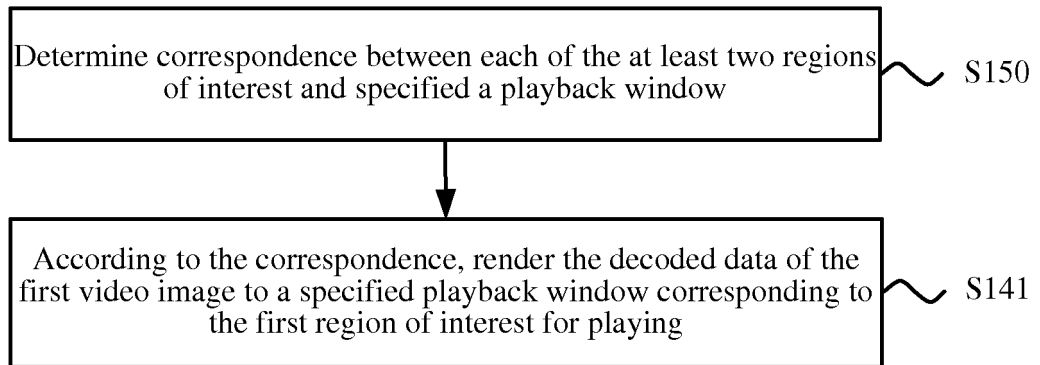 Determine correspondence between each of the at least two regions
of interest and specified a playback window
S150
According to the correspondence, render the decoded data of the
first video image to a specified playback window corresponding to
the first region of interest for playing
S141